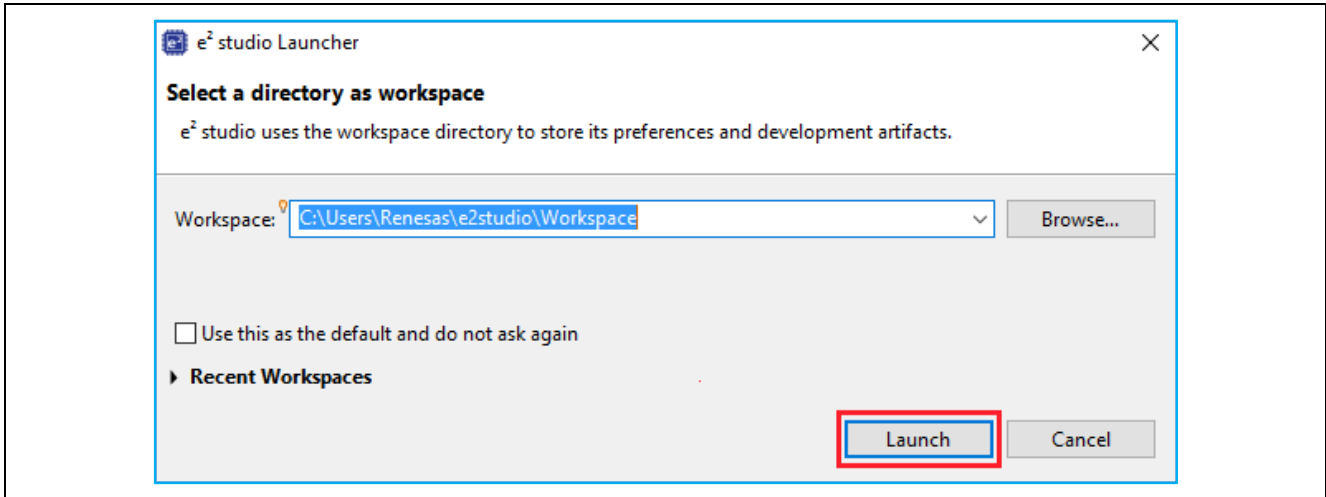 e² studio Launcher
Select a directory as workspace
e² studio uses the workspace directory to store its preferences and development artifacts.
Workspace: C:\Users\Renesas\e2studio\Workspace Browse...
Use this as the default and do not ask again
Recent Workspaces
Launch Cancel